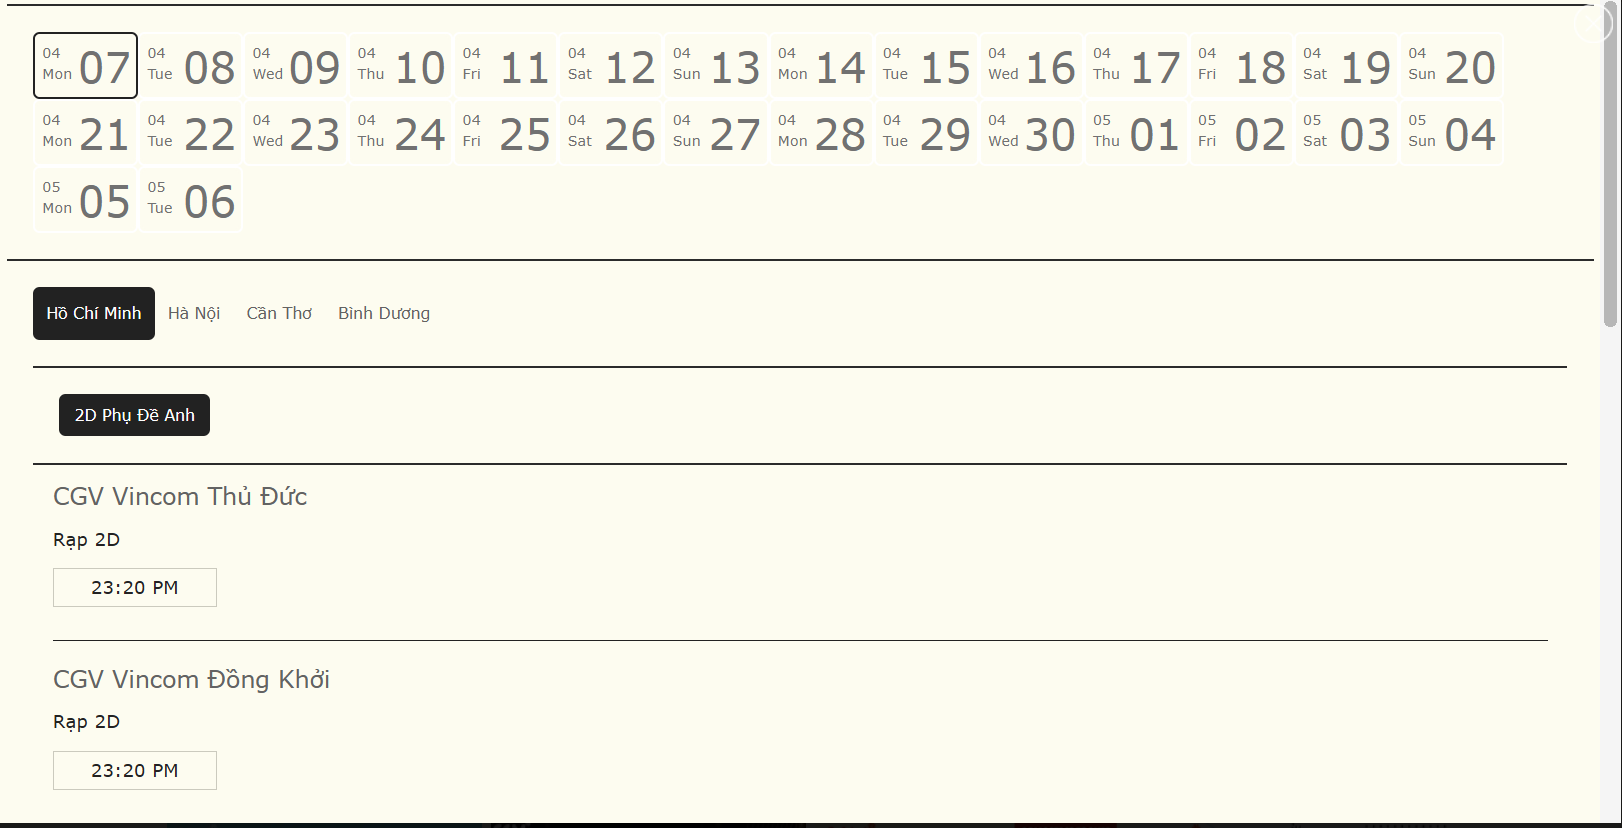 04 Mon 07 04 Tue 08 04 Wed 09 04 Thu 10 04 Fri 11 04 Sat 12 04 Sun 13 04 Mon 14 04 Tue 15 04 Wed 16 04 Thu 17 04 Fri 18 04 Sat 19 04 Sun 20
04 Mon 21 04 Tue 22 04 Wed 23 04 Thu 24 04 Fri 25 04 Sat 26 04 Sun 27 04 Mon 28 04 Tue 29 04 Wed 30 05 Thu 01 05 Fri 02 05 Sat 03 05 Sun 04
05 Mon 05 05 Tue 06
Hồ Chí Minh Hà Nội Cần Thơ Bình Dương
2D Phụ Đề Anh
CGV Vincom Thủ Đức
Rạp 2D
23:20 PM
CGV Vincom Đồng Khởi
Rạp 2D
23:20 PM